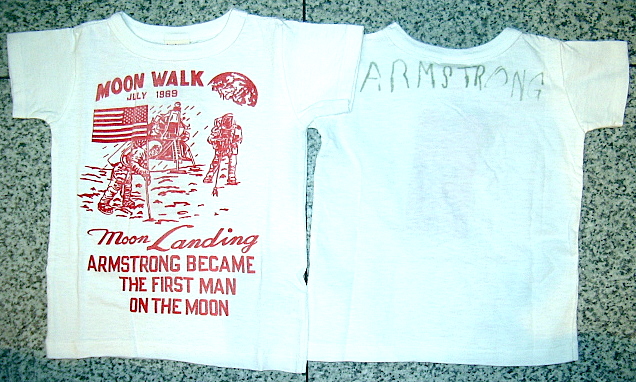 MOON WALK
JULY 1969
Moon Landing
ARMSTRONG BECAME
THE FIRST MAN
ON THE MOON
ARMSTRONG